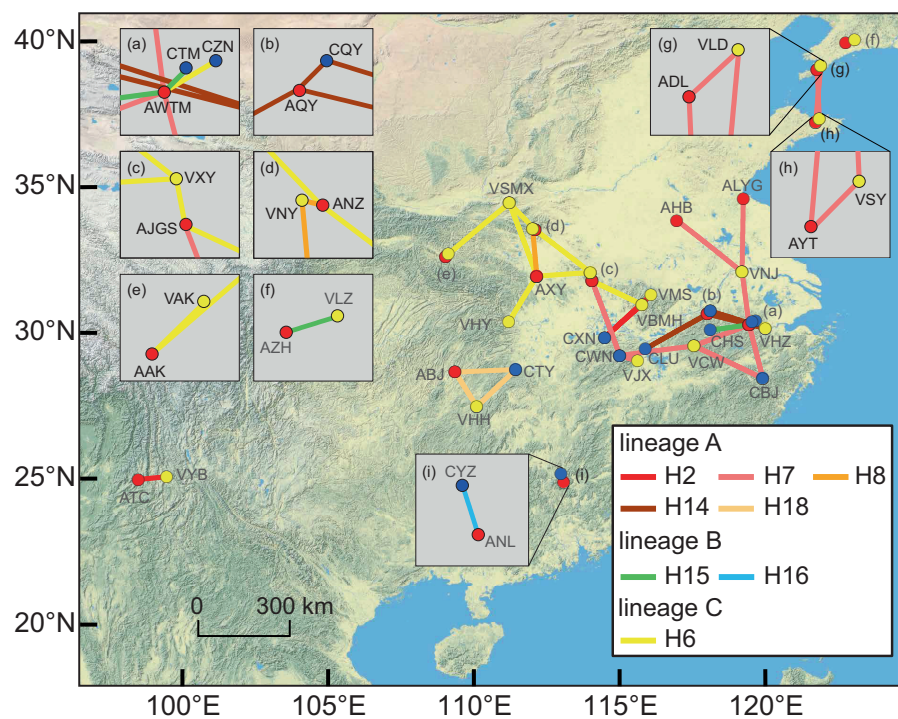 40°N
35°N
30°N
25°N
20°N
100°E
105°E
110°E
115°E
120°E
(a)
CTM
CZN
AWTM
(b)
CQY
AQY
(c)
VXY
AJGS
(d)
VNY
ANZ
(e)
VAK
AAK
(f)
VLZ
AZH
(g)
VLD
ADL
(h)
VSY
AYT
(i)
CYZ
ANL
(f)
(g)
(h)
VSMX
(d)
(e)
AXY
(c)
VHY
VMS
VBMH
ALYG
AHB
VNJ
(b)
(a)
CHS
VHZ
CXN
CWN
CLU
VJX
VCW
CBJ
ABJ
CTY
VHH
VYB
ATC
(i)
0 300 km
lineage A
H2 H7 H8
H14 H18
lineage B
H15 H16
lineage C
H6